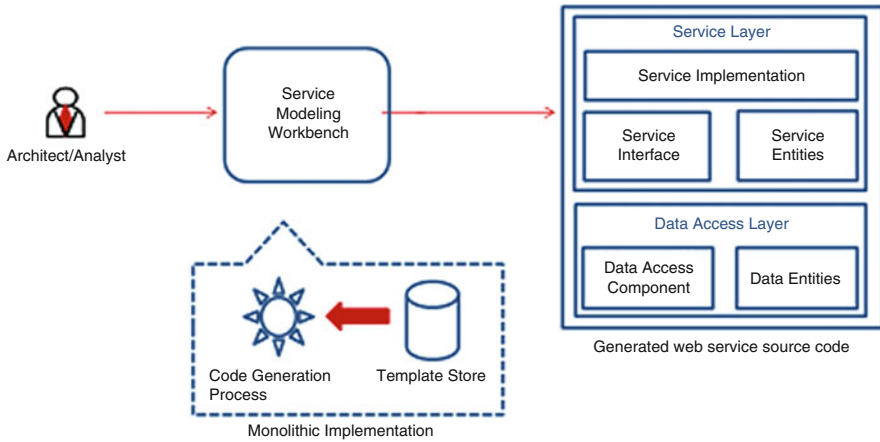 Architect/Analyst
Service
Modeling
Workbench
Service Layer
Service Implementation
Service
Interface
Service
Entities
Data Access Layer
Data Access
Component
Data Entities
Generated web service source code
Code Generation
Process
Template Store
Monolithic Implementation